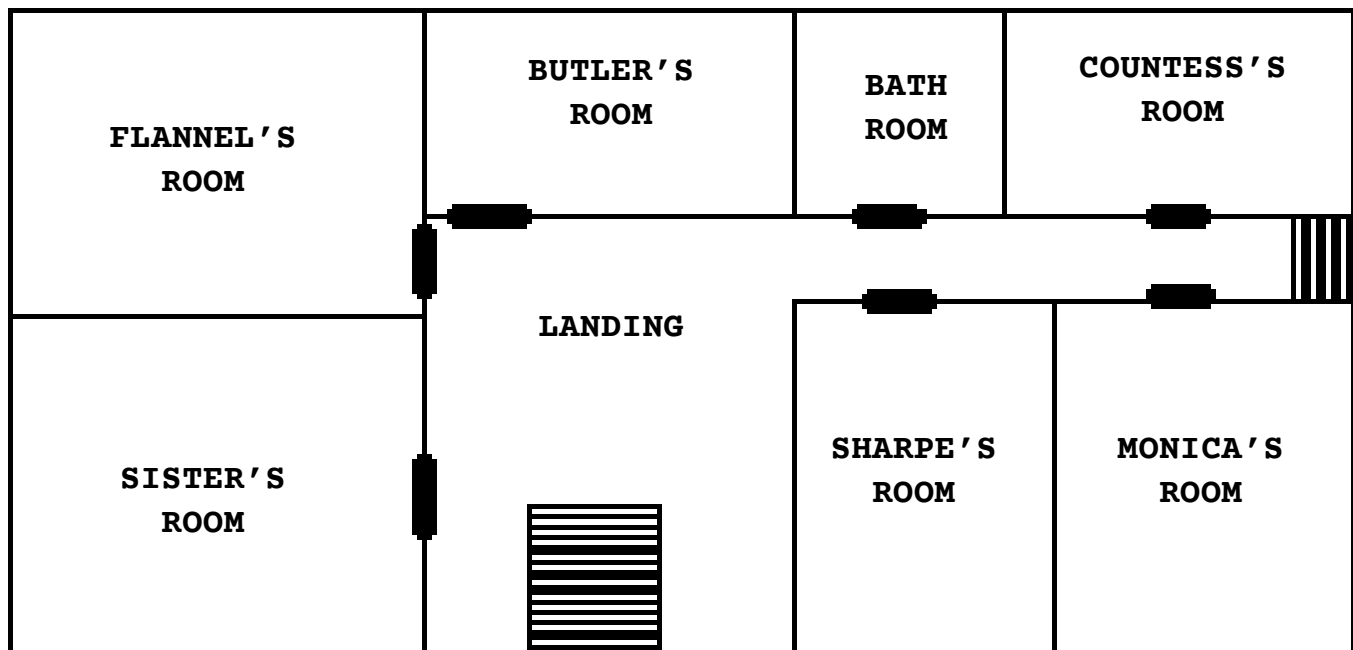 FLANNEL’S
ROOM
BUTLER’S
ROOM
BATH
ROOM
COUNTESS’S
ROOM
LANDING
SISTER’S
ROOM
SHARPE’S
ROOM
MONICA’S
ROOM